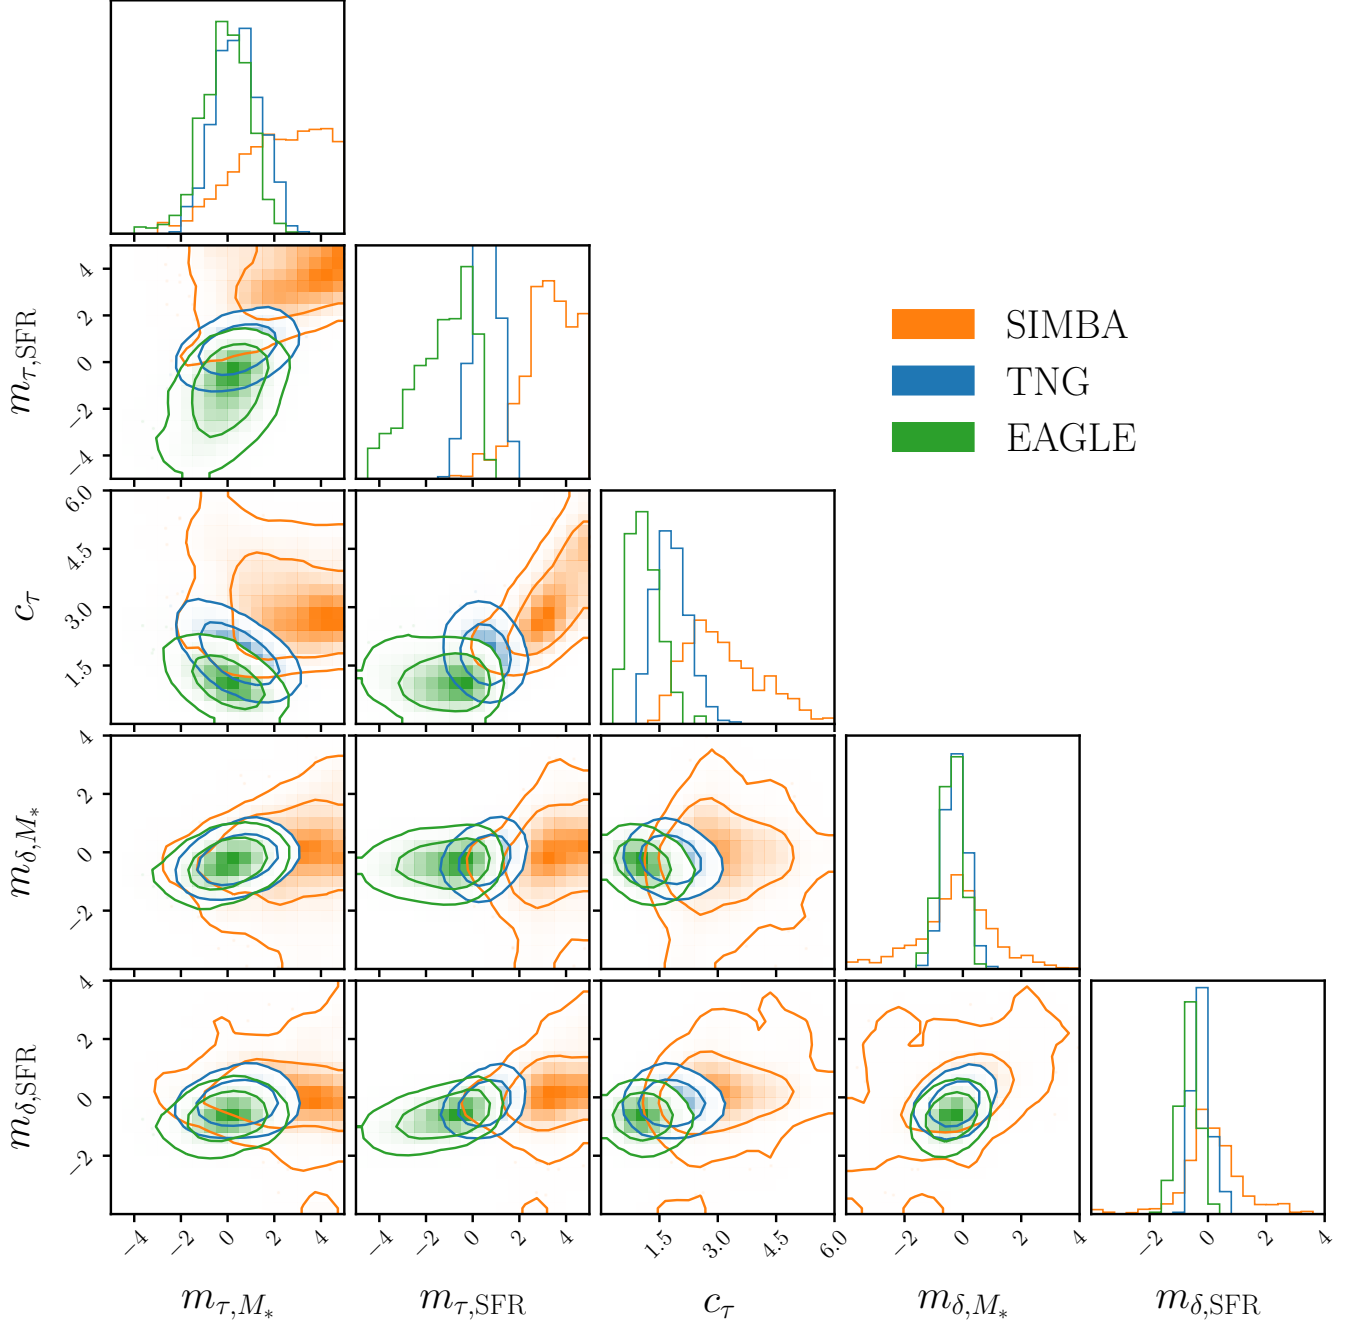 SIMBA
TNG
EAGLE
m_{τ,SFR}
4
2
0
−2
−4
c_τ
6.0
4.5
3.0
1.5
m_{δ,M_*}
4
2
0
−2
m_{δ,SFR}
4
2
0
−2
−4 −2 0 2 4 −4 −2 0 2 4 1.5 3.0 4.5 6.0 −2 0 2 4 −2 0 2 4
m_{τ,M_*} m_{τ,SFR} c_τ m_{δ,M_*} m_{δ,SFR}